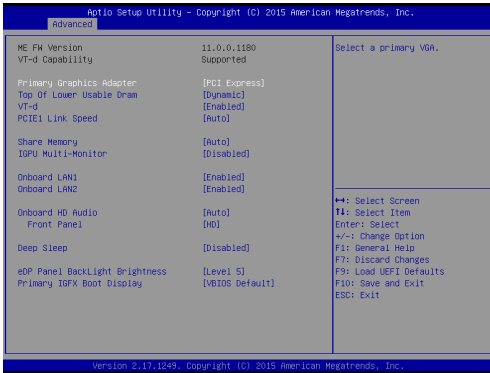 Aptio Setup Utility – Copyright (C) 2015 American Megatrends, Inc.
Advanced
ME FW Version 11.0.0.1180
VT-d Capability Supported
Primary Graphics Adapter [PCI Express]
Top Of Lower Usable Dram [Dynamic]
VT-d [Enabled]
PCIE1 Link Speed [Auto]
Share Memory [Auto]
IGPU Multi-Monitor [Disabled]
Onboard LAN1 [Enabled]
Onboard LAN2 [Enabled]
Onboard HD Audio [Auto]
Front Panel [HD]
Deep Sleep [Disabled]
eDP Panel BackLight Brightness [Level 5]
Primary IGFX Boot Display [VBIOS Default]
Select a primary VGA.
↔: Select Screen
↑↓: Select Item
Enter: Select
+/-: Change Option
F1: General Help
F7: Discard Changes
F9: Load UEFI Defaults
F10: Save and Exit
ESC: Exit
Version 2.17.1249. Copyright (C) 2015 American Megatrends, Inc.